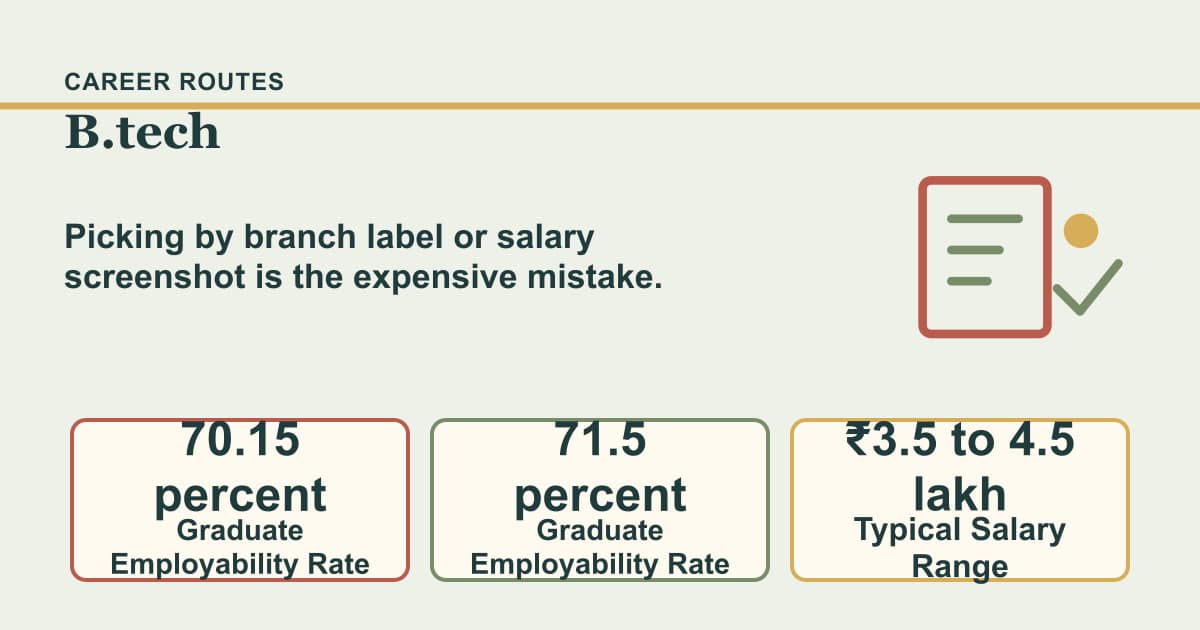 CAREER ROUTES
B.tech
Picking by branch label or salary
screenshot is the expensive mistake.
70.15
percent
Graduate
Employability Rate
71.5
percent
Graduate
Employability Rate
₹3.5 to 4.5
lakh
Typical Salary
Range